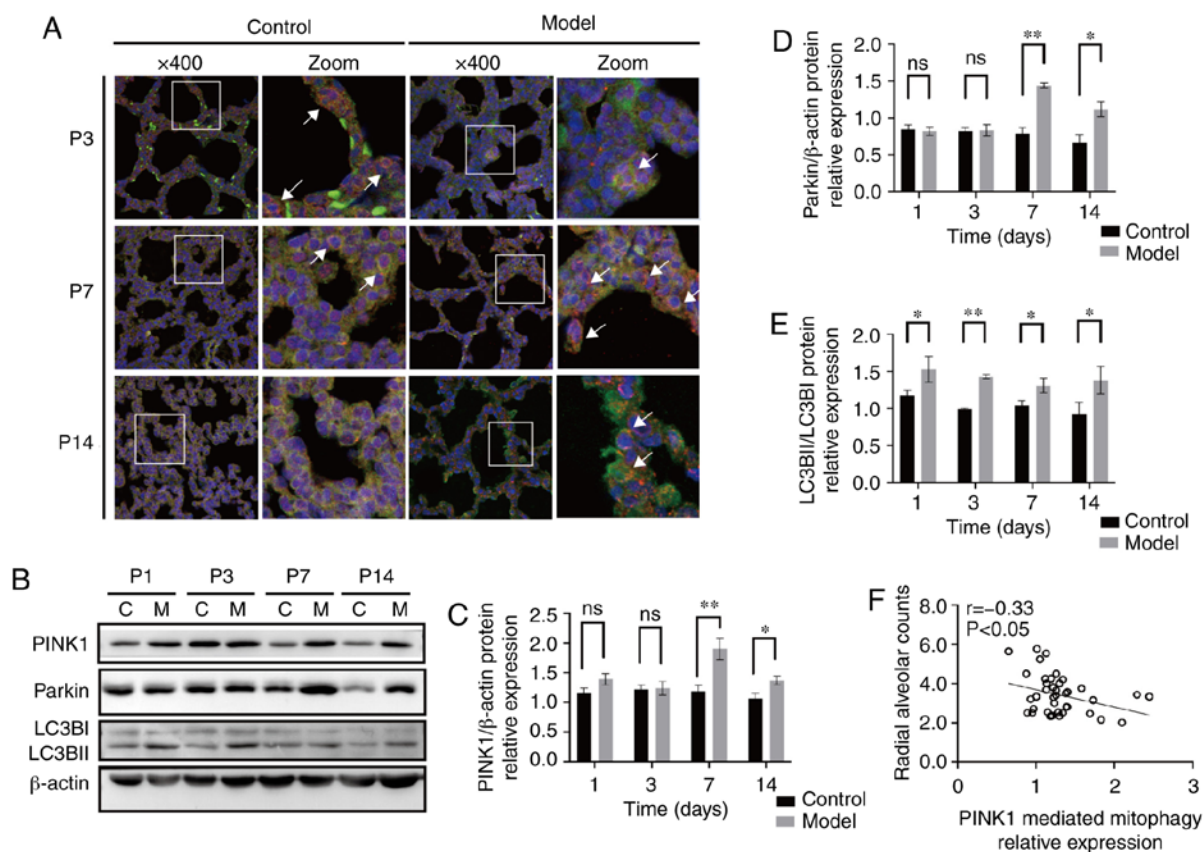 A
Control Model
×400 Zoom ×400 Zoom
P3
P7
P14
B
P1 P3 P7 P14
C M C M C M C M
PINK1
Parkin
LC3BI
LC3BII
β-actin
C
PINK1/β-actin protein
relative expression
2.5
2.0
1.5
1.0
0.5
0.0
ns ns ** *
1 3 7 14
Time (days)
Control
Model
D
Parkin/β-actin protein
relative expression
2.0
1.5
1.0
0.5
0.0
ns ns ** *
1 3 7 14
Time (days)
Control
Model
E
LC3BII/LC3BI protein
relative expression
2.0
1.5
1.0
0.5
0.0
* ** * *
1 3 7 14
Time (days)
Control
Model
F
Radial alveolar counts
8.0
6.0
4.0
2.0
0.0
r=−0.33
P<0.05
0 1 2 3
PINK1 mediated mitophagy
relative expression